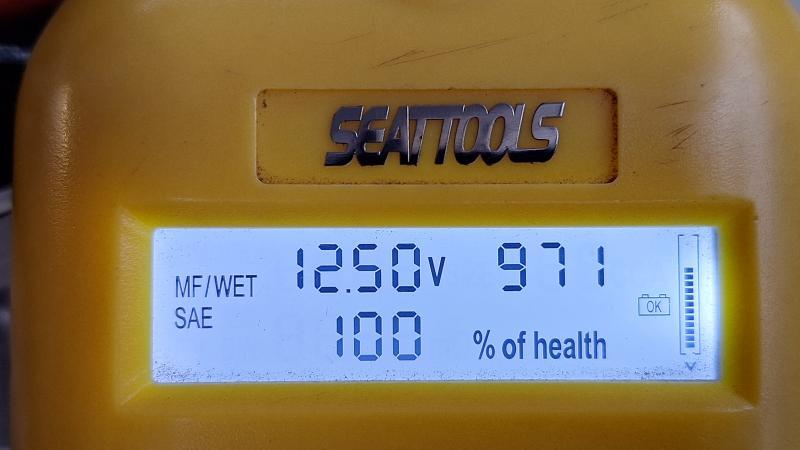 SEATTOOLS
MF/WET 12.50V 971
SAE 100 % of health
OK